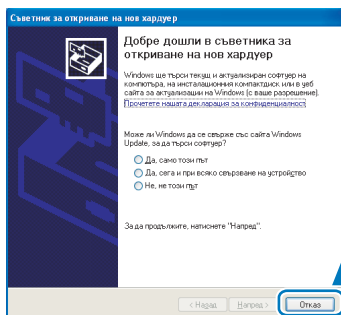 Съветник за откриване на нов хардуер
Добре дошли в съветника за
откриване на нов хардуер
Windows ще търси текущ и актуализиран софтуер на
компютъра, на инсталационния компактдиск или в уеб
сайта за актуализации на Windows (с ваше разрешение).
Прочетете нашата декларация за конфиденциалност
Може ли Windows да се свърже със сайта Windows
Update, за да търси софтуер?
Да, само този път
Да, сега и при всяко свързване на устройство
Не, не този път
За да продължите, натиснете "Напред".
< Назад
Напред >
Отказ